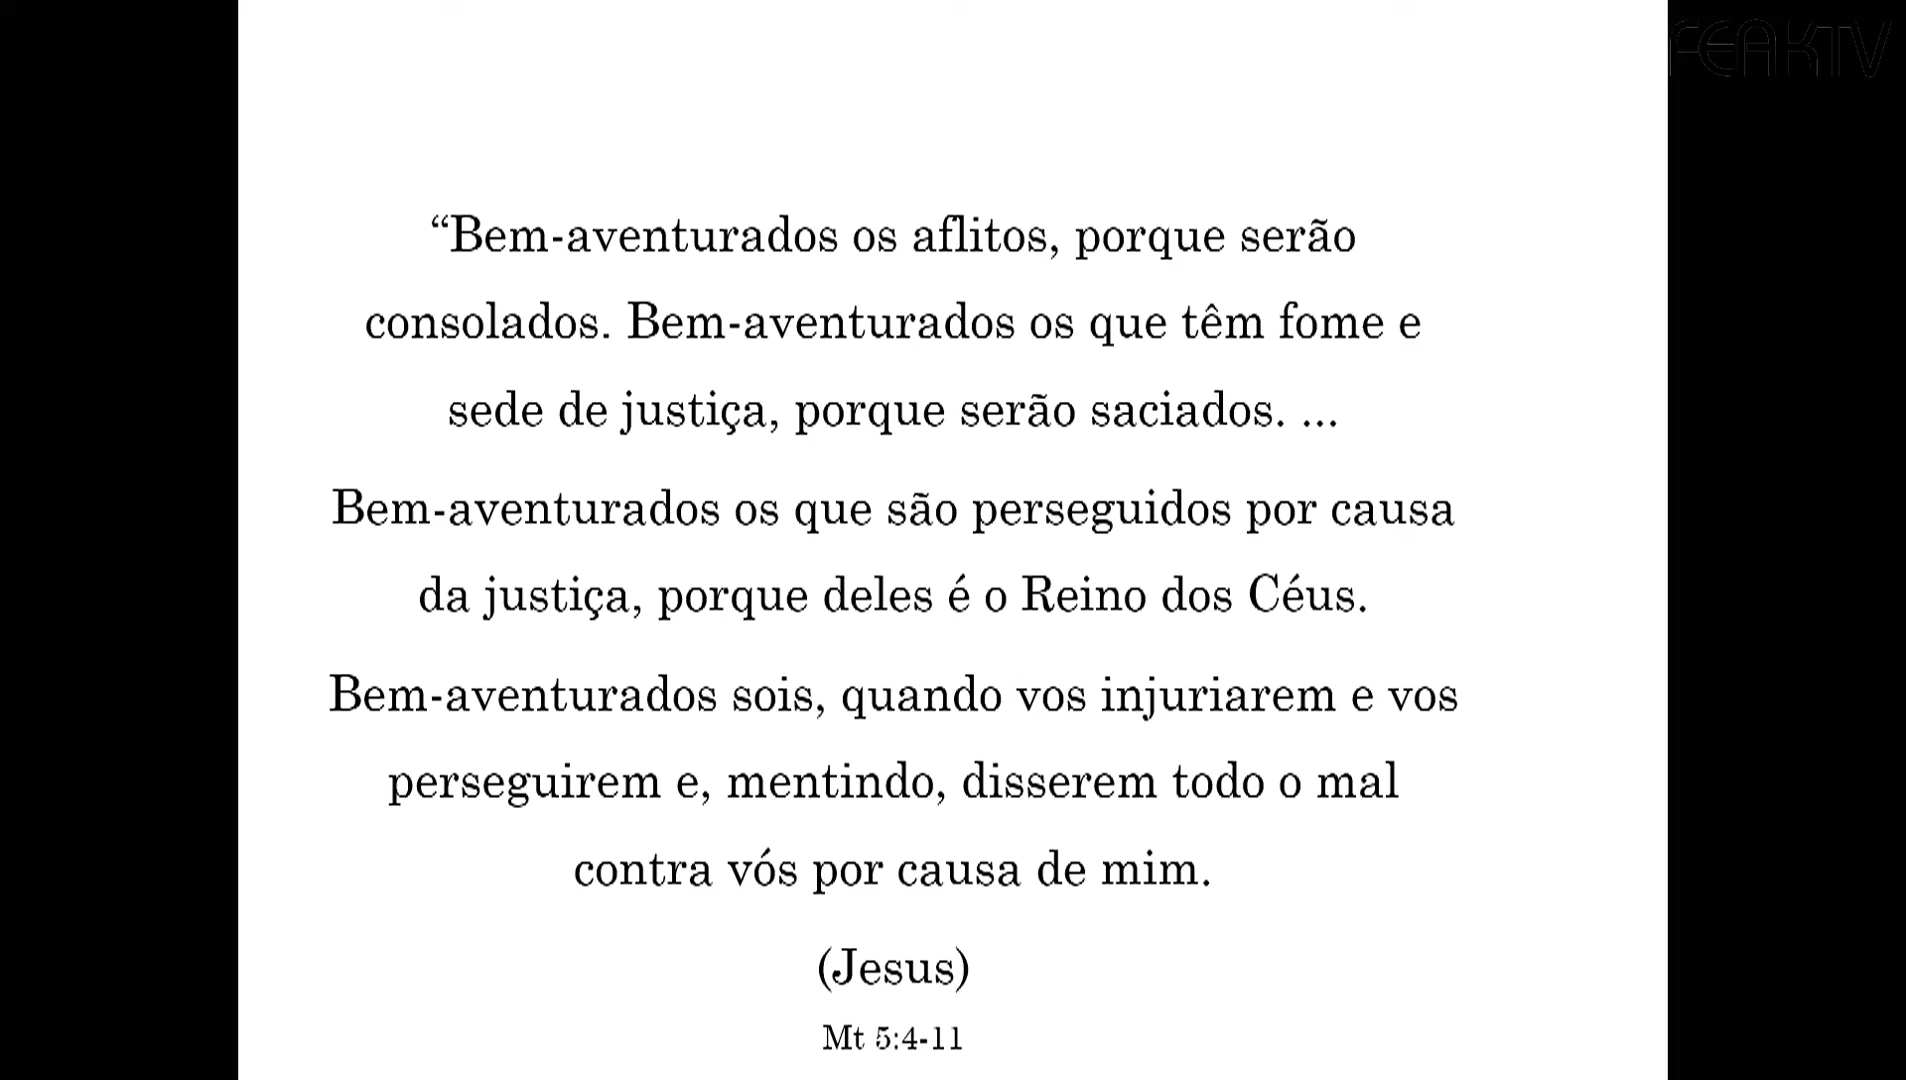 FEAKTV
“Bem-aventurados os aflitos, porque serão
consolados. Bem-aventurados os que têm fome e
sede de justiça, porque serão saciados. ...
Bem-aventurados os que são perseguidos por causa
da justiça, porque deles é o Reino dos Céus.
Bem-aventurados sois, quando vos injuriarem e vos
perseguirem e, mentindo, disserem todo o mal
contra vós por causa de mim.
(Jesus)
Mt 5:4-11